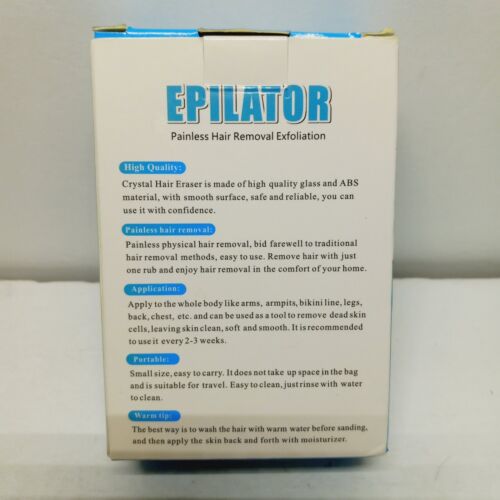 EPILATOR
Painless Hair Removal Exfoliation
High Quality:
Crystal Hair Eraser is made of high quality glass and ABS
material, with smooth surface, safe and reliable, you can
use it with confidence.
Painless hair removal:
Painless physical hair removal, bid farewell to traditional
hair removal methods, easy to use. Remove hair with just
one rub and enjoy hair removal in the comfort of your home.
Application:
Apply to the whole body like arms, armpits, bikini line, legs,
back, chest, etc. and can be used as a tool to remove dead skin
cells, leaving skin clean, soft and smooth. It is recommended
to use it every 2-3 weeks.
Portable:
Small size, easy to carry. It does not take up space in the bag
and is suitable for travel. Easy to clean, just rinse with water
to clean.
Warm tip:
The best way is to wash the hair with warm water before sanding,
and then apply the skin back and forth with moisturizer.